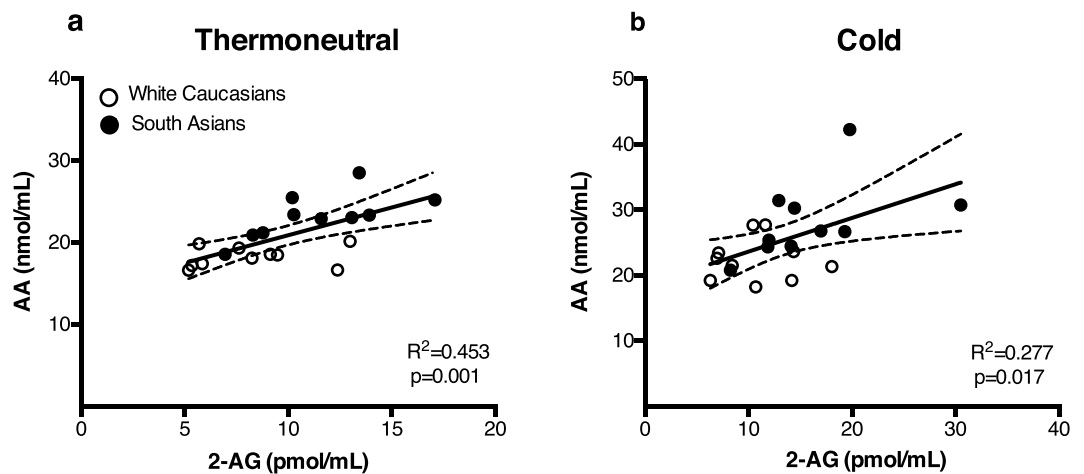 a
Thermoneutral
40
30
20
10
0
5
10
15
20
White Caucasians
South Asians
AA (nmol/mL)
R²=0.453
p=0.001
2-AG (pmol/mL)
b
Cold
50
40
30
20
10
0
10
20
30
40
AA (nmol/mL)
R²=0.277
p=0.017
2-AG (pmol/mL)